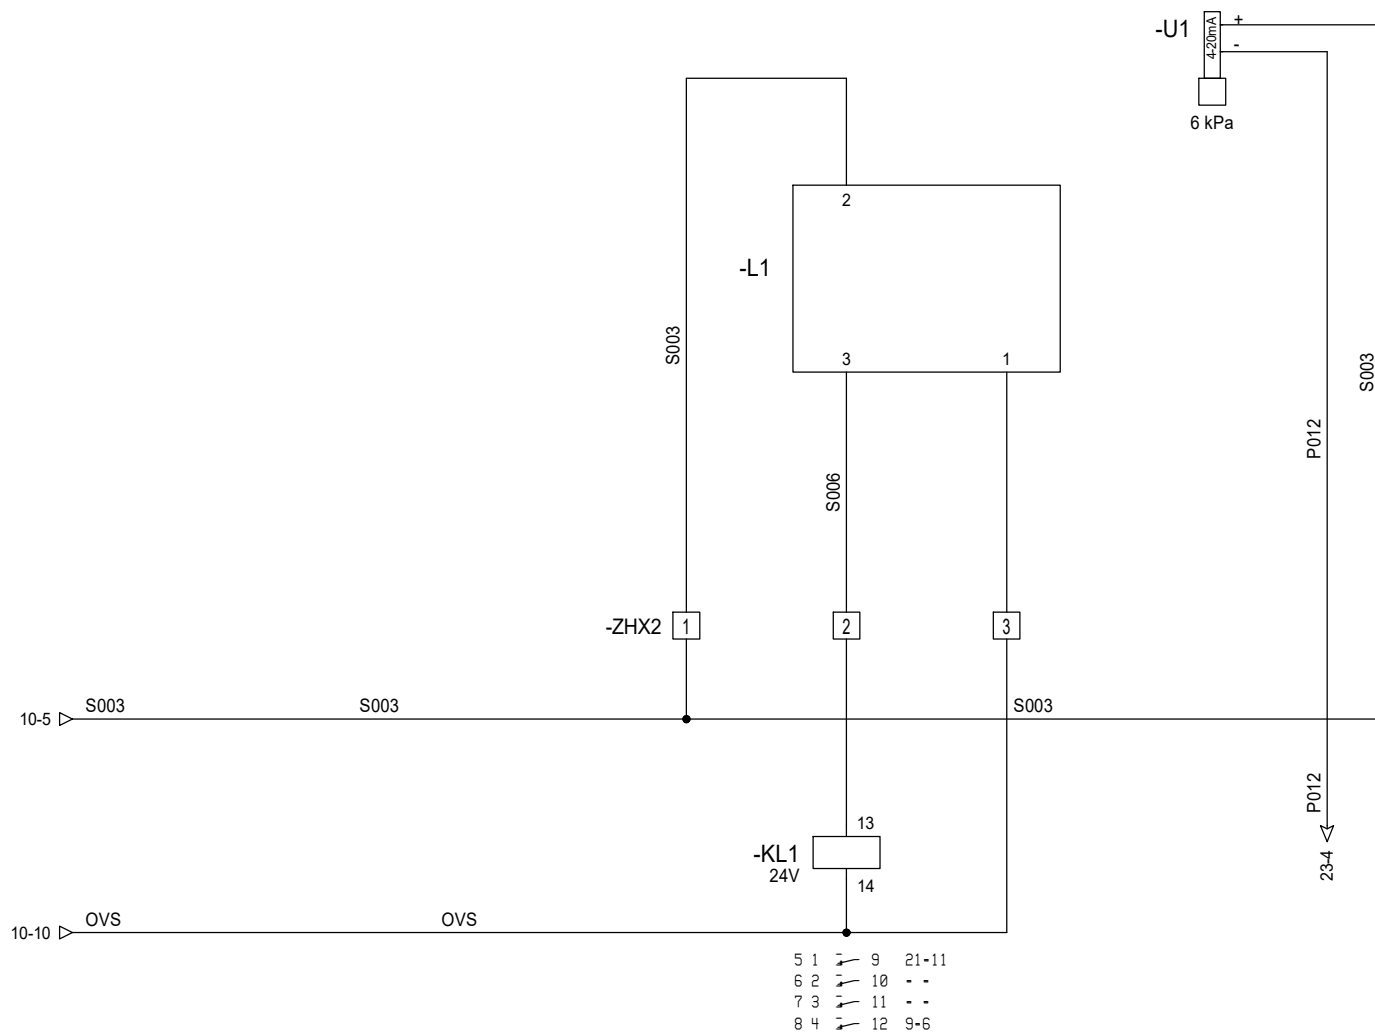 -U1
4-20mA
+
-
6 kPa
2
-L1
3
1
S003
S003
P012
S006
-ZHX2
1
2
3
10-5
S003
S003
S003
P012
13
-KL1
24V
14
23-4
10-10
OVS
OVS
5 1 9 21-11
6 2 10 - -
7 3 11 - -
8 4 12 9-6